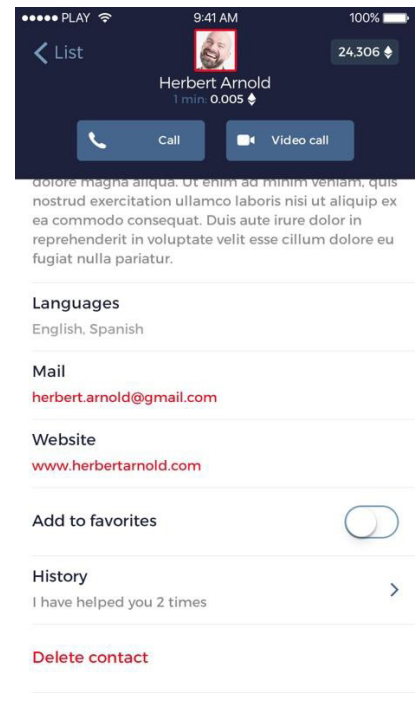 PLAY 9:41 AM 100%
List
24,306
Herbert Arnold
1 min: 0.005
Call Video call
dolore magna aliqua. Ut enim ad minim veniam, quis
nostrud exercitation ullamco laboris nisi ut aliquip ex
ea commodo consequat. Duis aute irure dolor in
reprehenderit in voluptate velit esse cillum dolore eu
fugiat nulla pariatur.
Languages
English, Spanish
Mail
herbert.arnold@gmail.com
Website
www.herbertarnold.com
Add to favorites
History
I have helped you 2 times
Delete contact